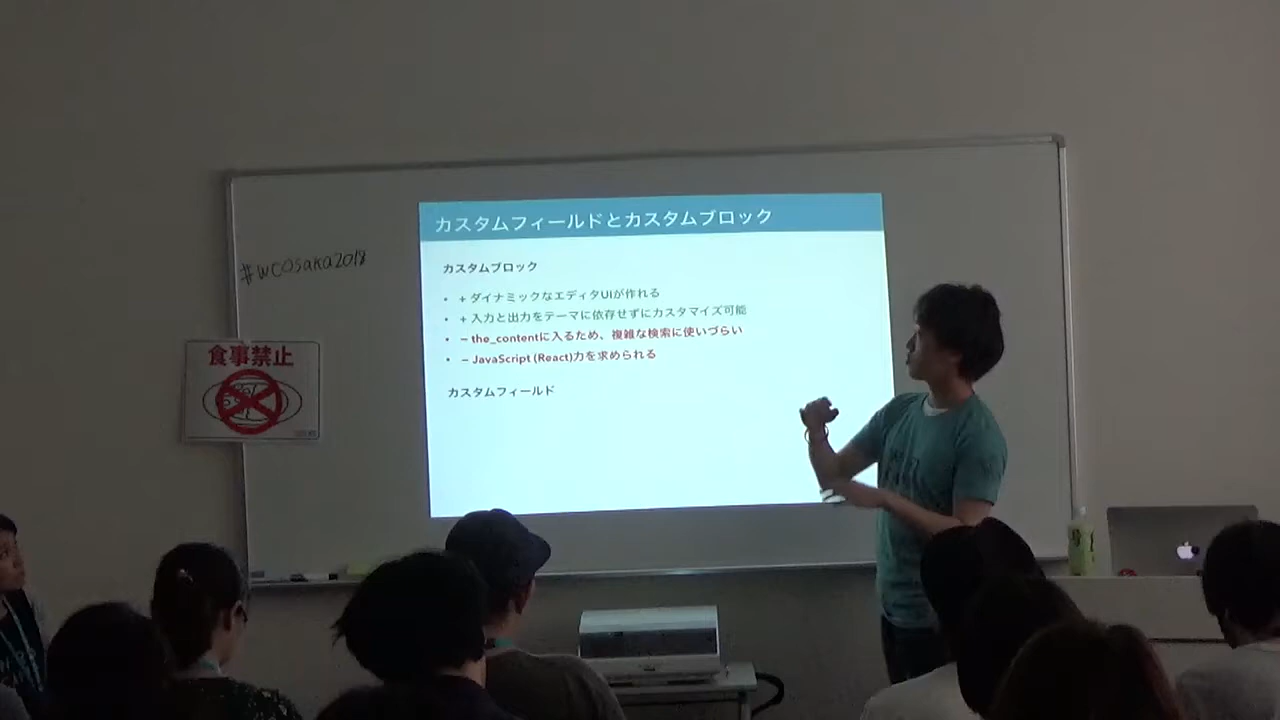 カスタムフィールドとカスタムブロック
#wcosaka2018
カスタムブロック
• + ダイナミックなエディタUIが作れる
• + 入力と出力をテーマに依存せずにカスタマイズ可能
• – the_contentに入るため、複雑な検索に使いづらい
• – JavaScript (React)力を求められる
カスタムフィールド
食事禁止